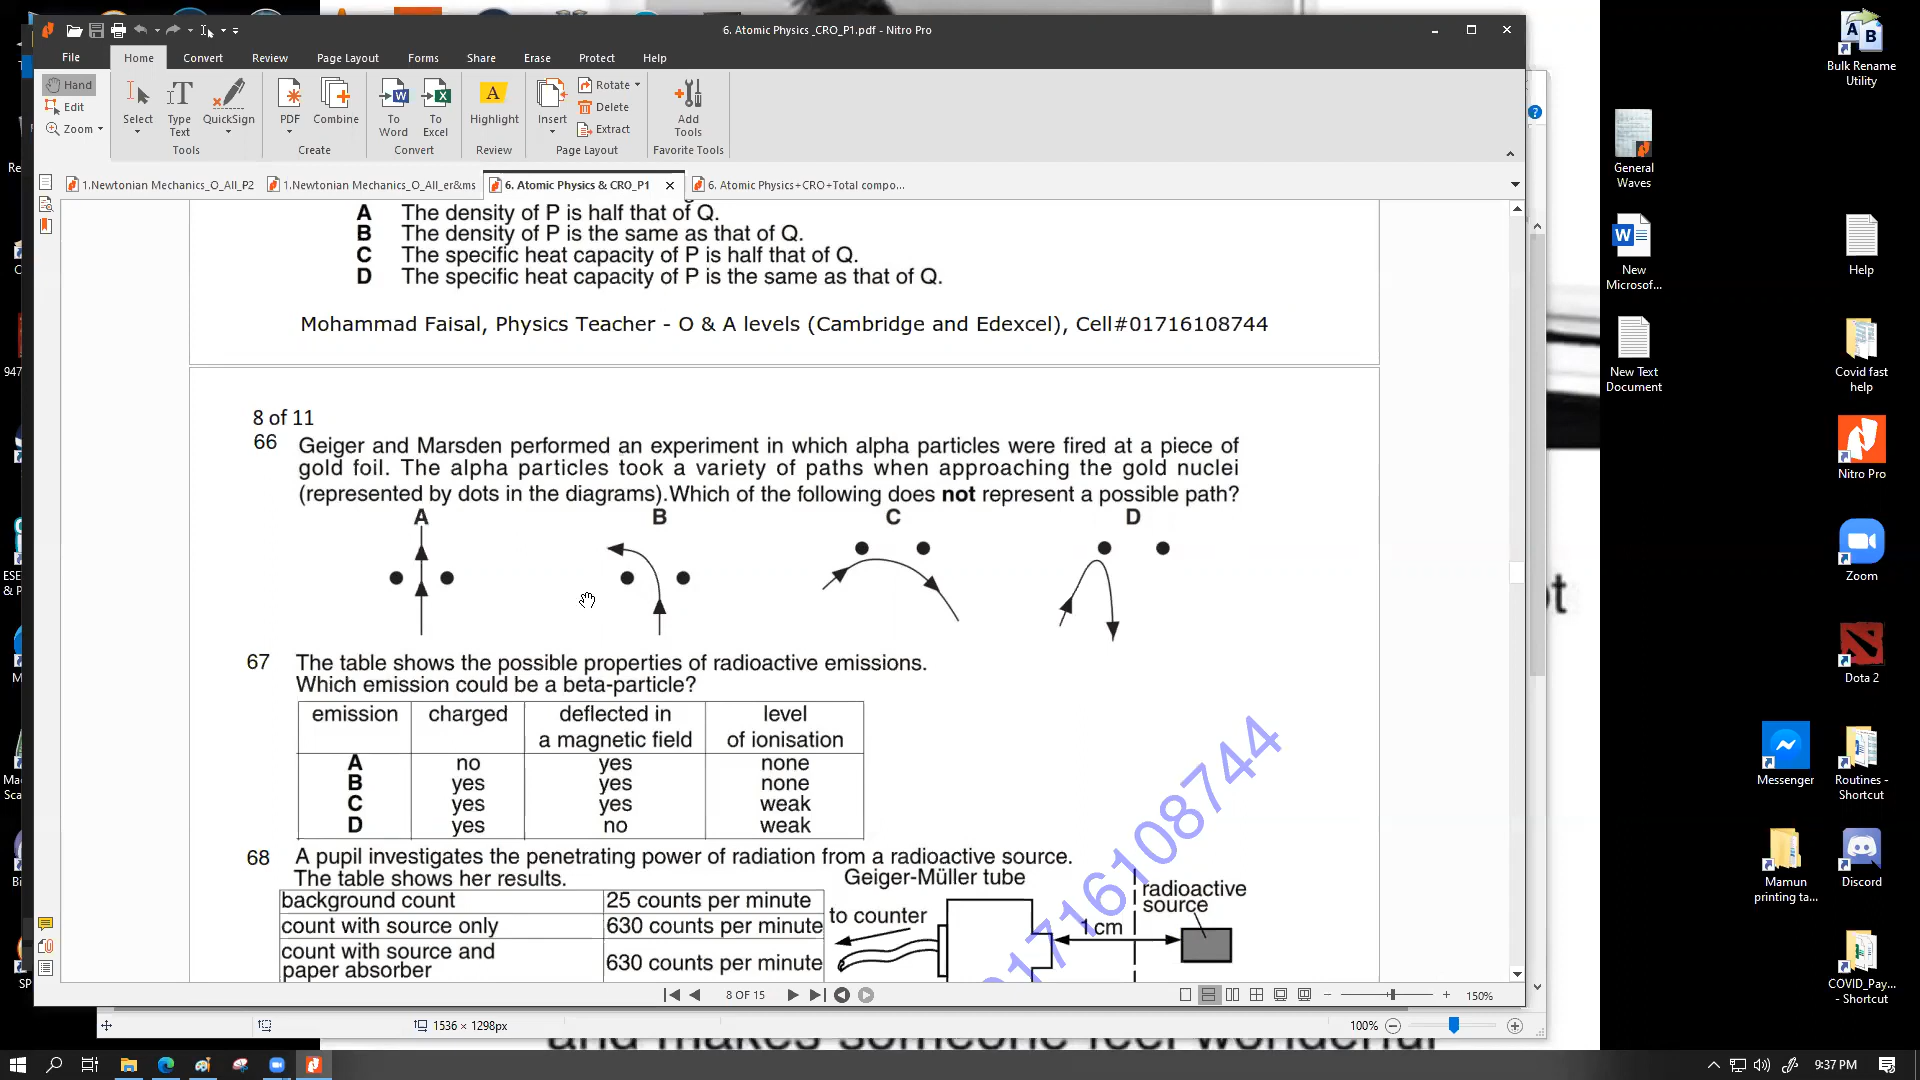 6. Atomic Physics _CRO_P1.pdf - Nitro Pro
File Home Convert Review Page Layout Forms Share Erase Protect Help
Hand
Edit
Zoom
Select
Type Text
QuickSign
Tools
PDF
Combine
Create
To Word
To Excel
Convert
Highlight
Review
Insert
Rotate
Delete
Extract
Page Layout
Add Tools
Favorite Tools
1.Newtonian Mechanics_O_All_P2
1.Newtonian Mechanics_O_All_er&ms
6. Atomic Physics & CRO_P1
6. Atomic Physics+CRO+Total compo...
A The density of P is half that of Q.
B The density of P is the same as that of Q.
C The specific heat capacity of P is half that of Q.
D The specific heat capacity of P is the same as that of Q.
Mohammad Faisal, Physics Teacher - O & A levels (Cambridge and Edexcel), Cell#01716108744
8 of 11
66 Geiger and Marsden performed an experiment in which alpha particles were fired at a piece of
gold foil. The alpha particles took a variety of paths when approaching the gold nuclei
(represented by dots in the diagrams).Which of the following does not represent a possible path?
A B C D
67 The table shows the possible properties of radioactive emissions.
Which emission could be a beta-particle?
emission charged deflected in a magnetic field level of ionisation
A no yes none
B yes yes none
C yes yes weak
D yes no weak
68 A pupil investigates the penetrating power of radiation from a radioactive source.
The table shows her results.
background count 25 counts per minute
count with source only 630 counts per minute
count with source and paper absorber 630 counts per minute
Geiger-Müller tube
to counter
1 cm
radioactive source
01716108744
8 OF 15
150%
1536 × 1298px
100%
and makes someone feel wonderful
Bulk Rename Utility
General Waves
New Microsof...
Help
New Text Document
Covid fast help
Nitro Pro
Zoom
Dota 2
Messenger
Routines - Shortcut
Mamun printing ta...
Discord
COVID_Pay... - Shortcut
9:37 PM